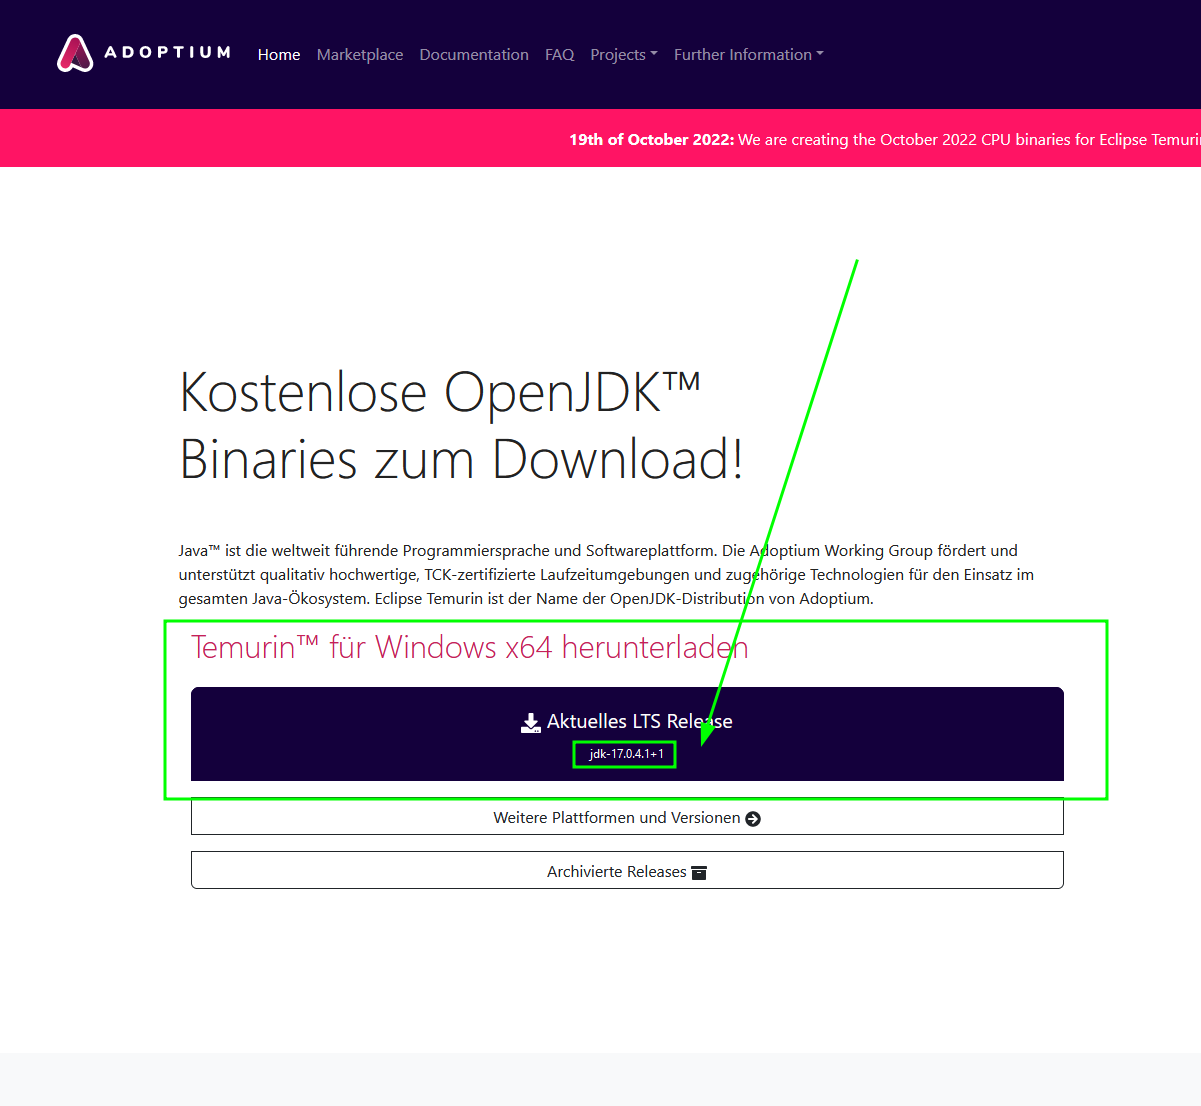 ADOPTIUM
Home Marketplace Documentation FAQ Projects Further Information
19th of October 2022: We are creating the October 2022 CPU binaries for Eclipse
Kostenlose OpenJDK™
Binaries zum Download!
Java™ ist die weltweit führende Programmiersprache und Softwareplattform. Die Adoptium Working Group fördert und
unterstützt qualitativ hochwertige, TCK-zertifizierte Laufzeitumgebungen und zugehörige Technologien für den Einsatz im
gesamten Java-Ökosystem. Eclipse Temurin ist der Name der OpenJDK-Distribution von Adoptium.
Temurin™ für Windows x64 herunterladen
Aktuelles LTS Release
jdk-17.0.4.1+1
Weitere Plattformen und Versionen
Archivierte Releases